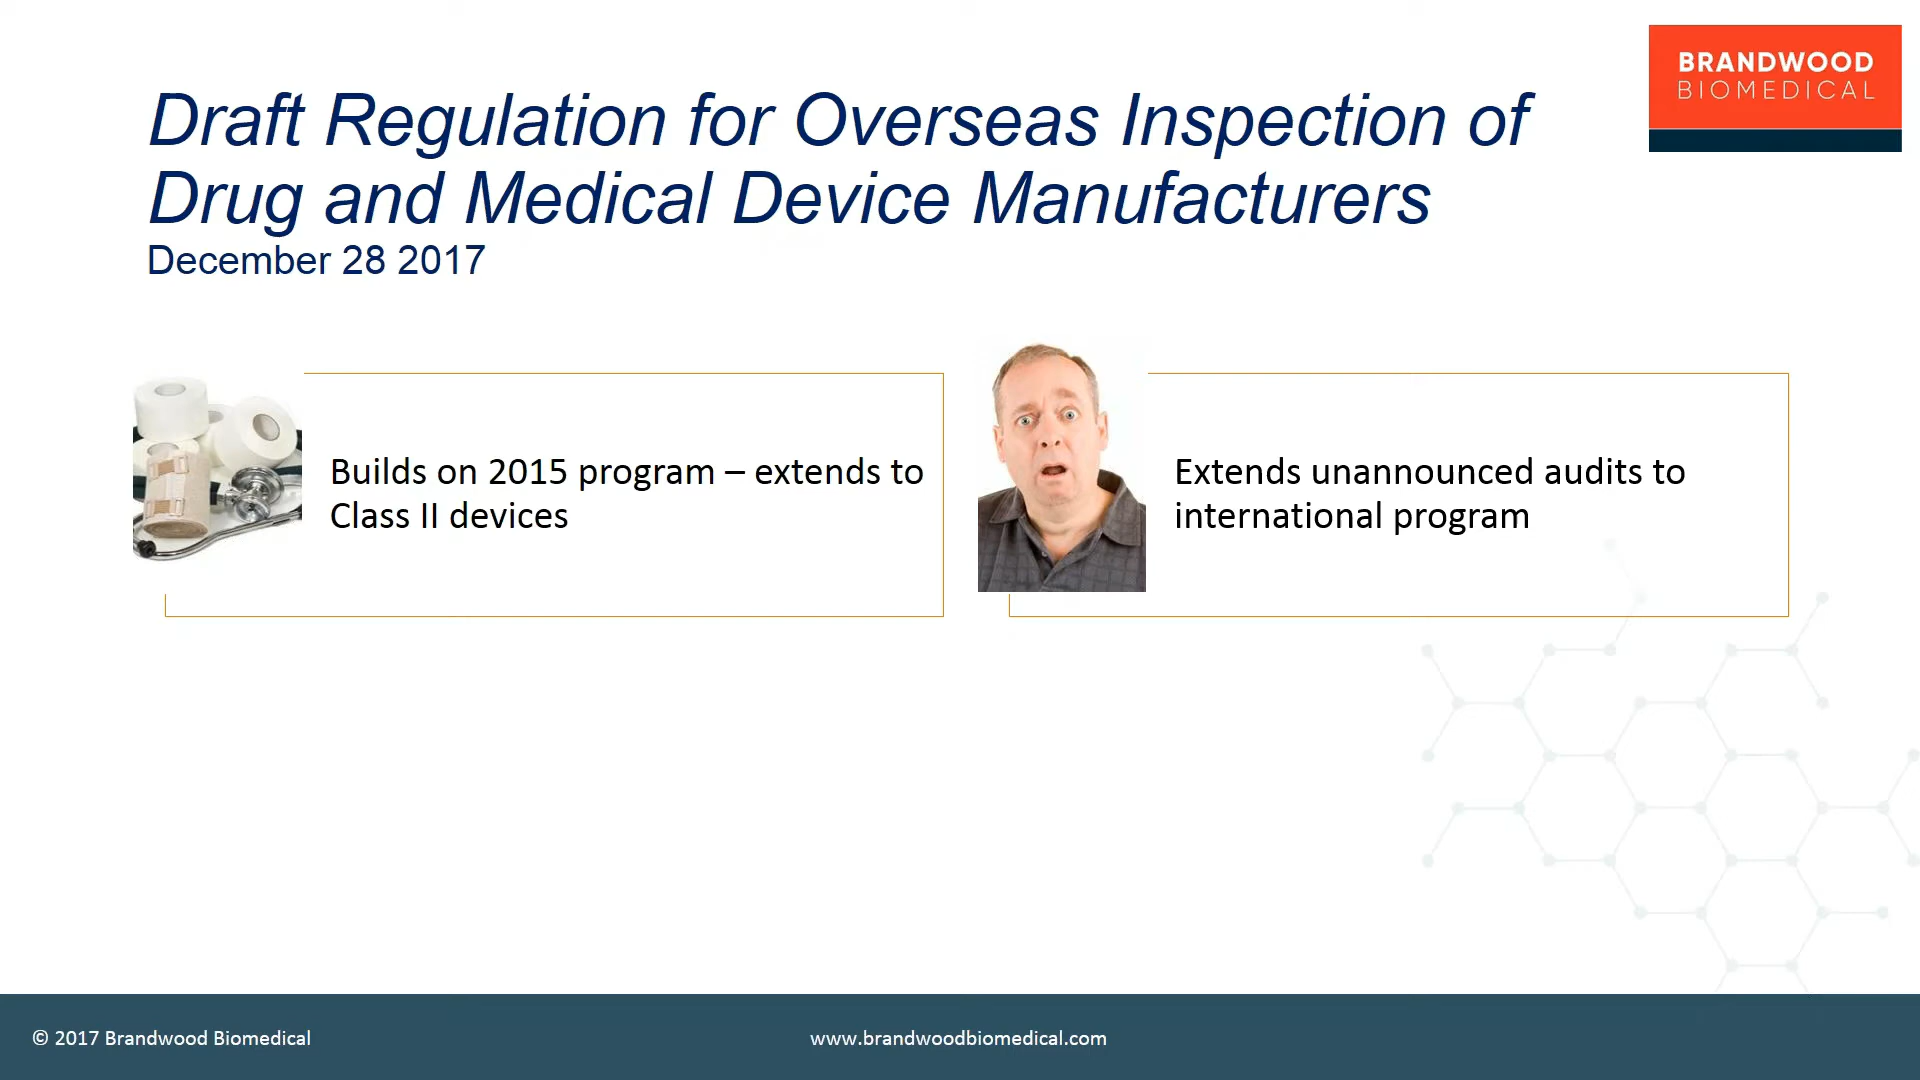 BRANDWOOD
BIOMEDICAL
Draft Regulation for Overseas Inspection of
Drug and Medical Device Manufacturers
December 28 2017
Builds on 2015 program – extends to
Class II devices
Extends unannounced audits to
international program
© 2017 Brandwood Biomedical
www.brandwoodbiomedical.com